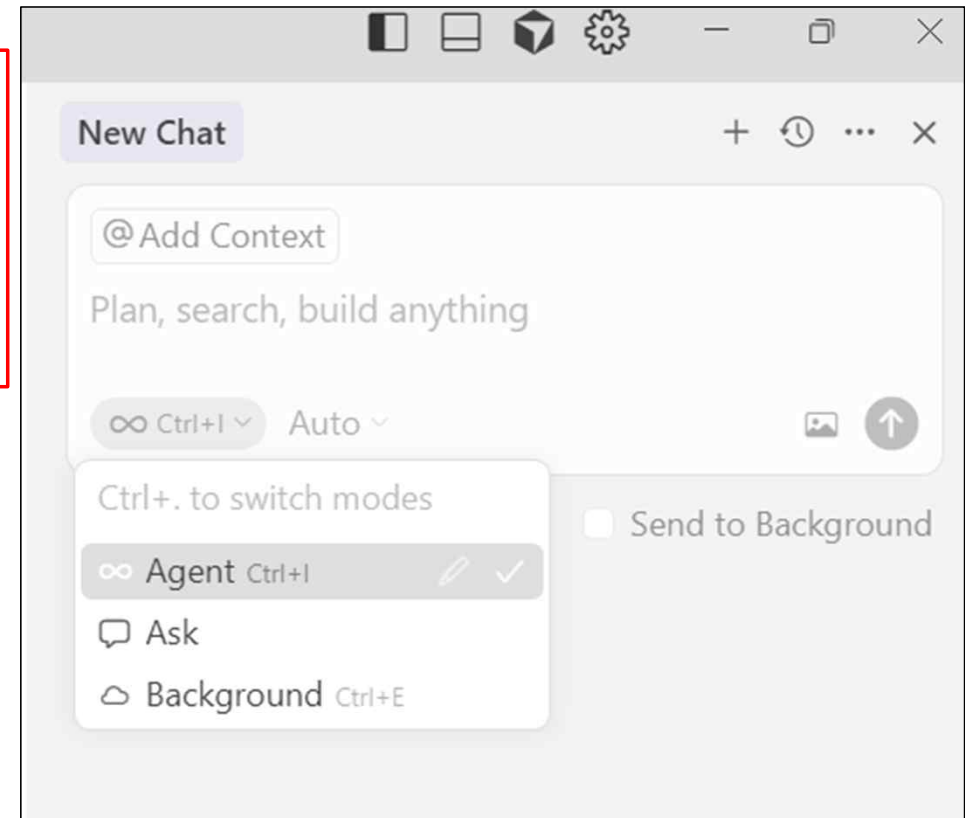 New Chat
@Add Context
Plan, search, build anything
Ctrl+I Auto
Ctrl+. to switch modes
Send to Background
Agent Ctrl+I
Ask
Background Ctrl+E